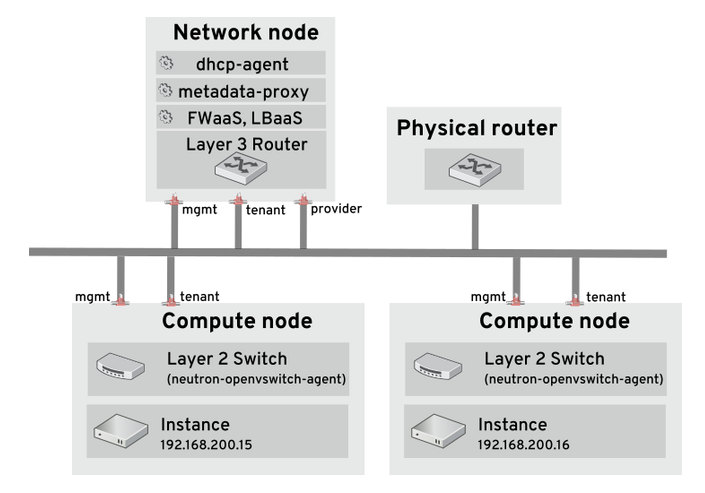 Network node
dhcp-agent
metadata-proxy
FWaaS, LBaaS
Layer 3 Router
mgmt
tenant
provider
Physical router
mgmt
tenant
Compute node
Layer 2 Switch
(neutron-openvswitch-agent)
Instance
192.168.200.15
mgmt
tenant
Compute node
Layer 2 Switch
(neutron-openvswitch-agent)
Instance
192.168.200.16